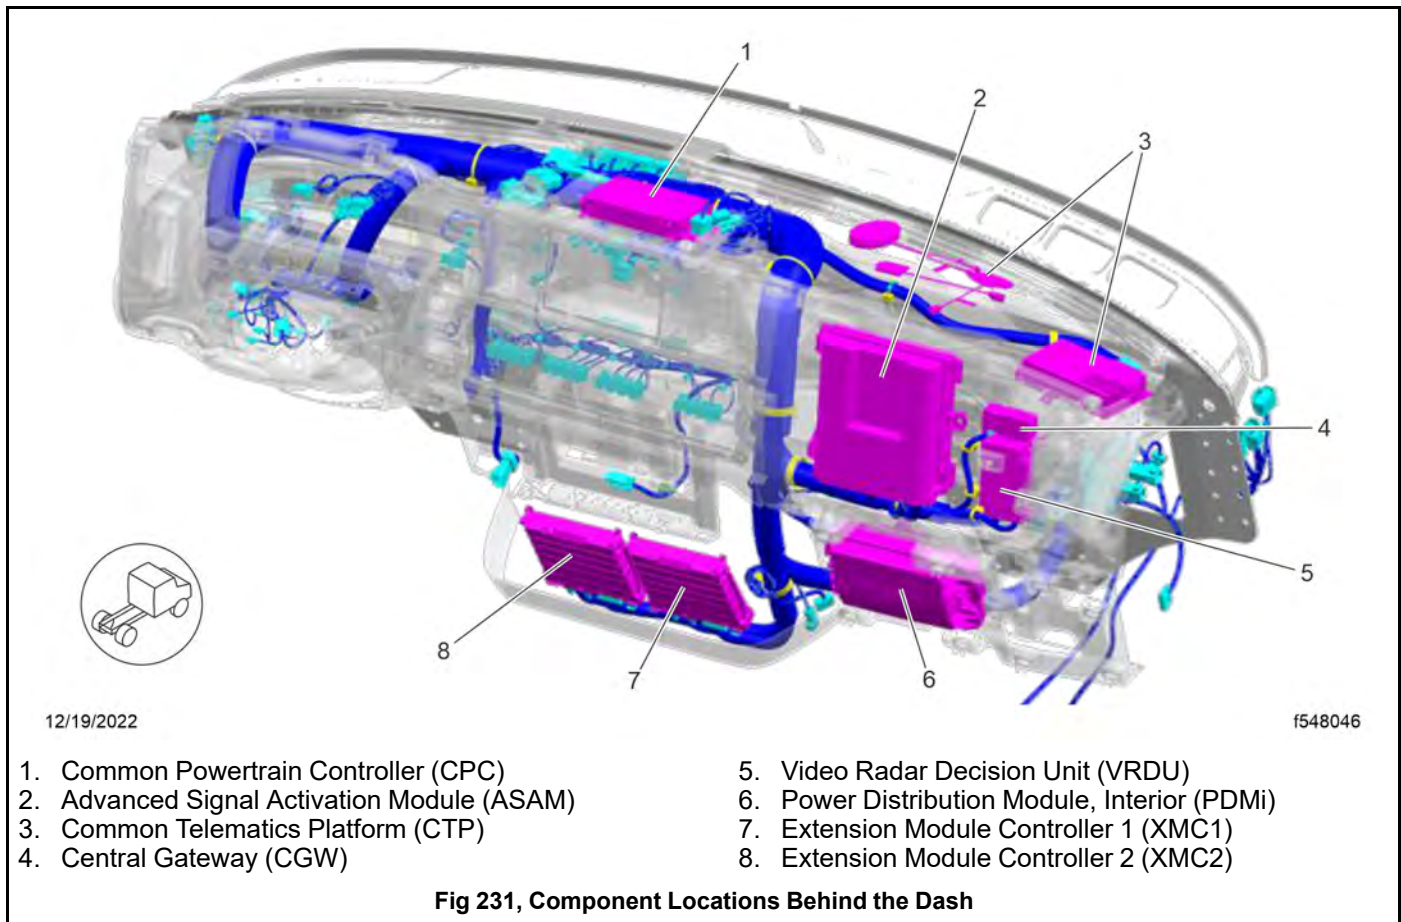 1
2
3
4
5
6
7
8
12/19/2022
f548046
1. Common Powertrain Controller (CPC)
2. Advanced Signal Activation Module (ASAM)
3. Common Telematics Platform (CTP)
4. Central Gateway (CGW)
5. Video Radar Decision Unit (VRDU)
6. Power Distribution Module, Interior (PDMi)
7. Extension Module Controller 1 (XMC1)
8. Extension Module Controller 2 (XMC2)
Fig 231, Component Locations Behind the Dash